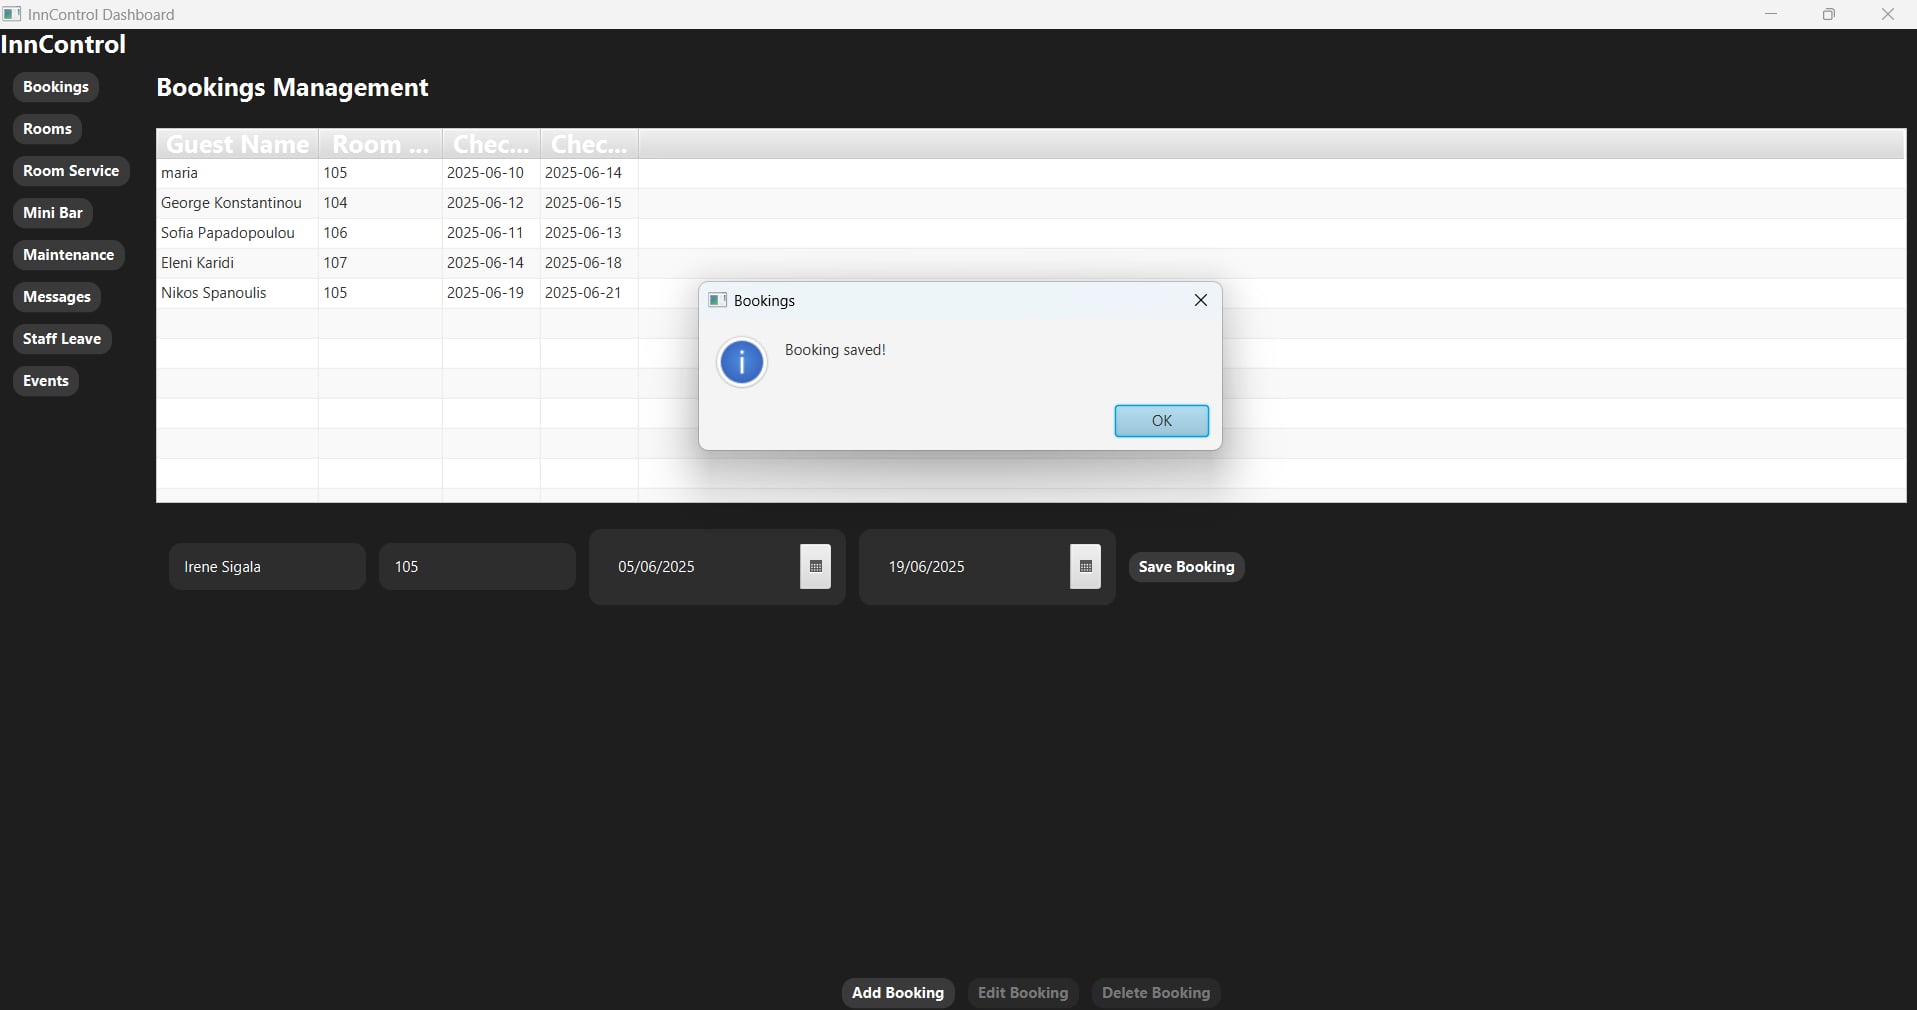 InnControl Dashboard
InnControl
Bookings
Rooms
Room Service
Mini Bar
Maintenance
Messages
Staff Leave
Events
Bookings Management
Guest Name Room ... Chec... Chec...
maria 105 2025-06-10 2025-06-14
George Konstantinou 104 2025-06-12 2025-06-15
Sofia Papadopoulou 106 2025-06-11 2025-06-13
Eleni Karidi 107 2025-06-14 2025-06-18
Nikos Spanoulis 105 2025-06-19 2025-06-21
Bookings
Booking saved!
OK
Irene Sigala 105 05/06/2025 19/06/2025 Save Booking
Add Booking Edit Booking Delete Booking